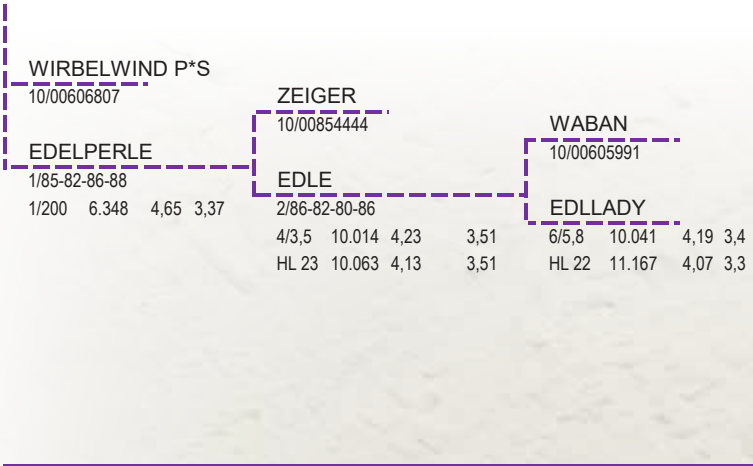 WIRBELWIND P*S
10/00606807
EDELPERLE
1/85-82-86-88
1/200 6.348 4,65 3,37
ZEIGER
10/00854444
EDLE
2/86-82-80-86
4/3,5 10.014 4,23 3,51
HL 23 10.063 4,13 3,51
WABAN
10/00605991
EDLLADY
6/5,8 10.041 4,19 3,4
HL 22 11.167 4,07 3,3